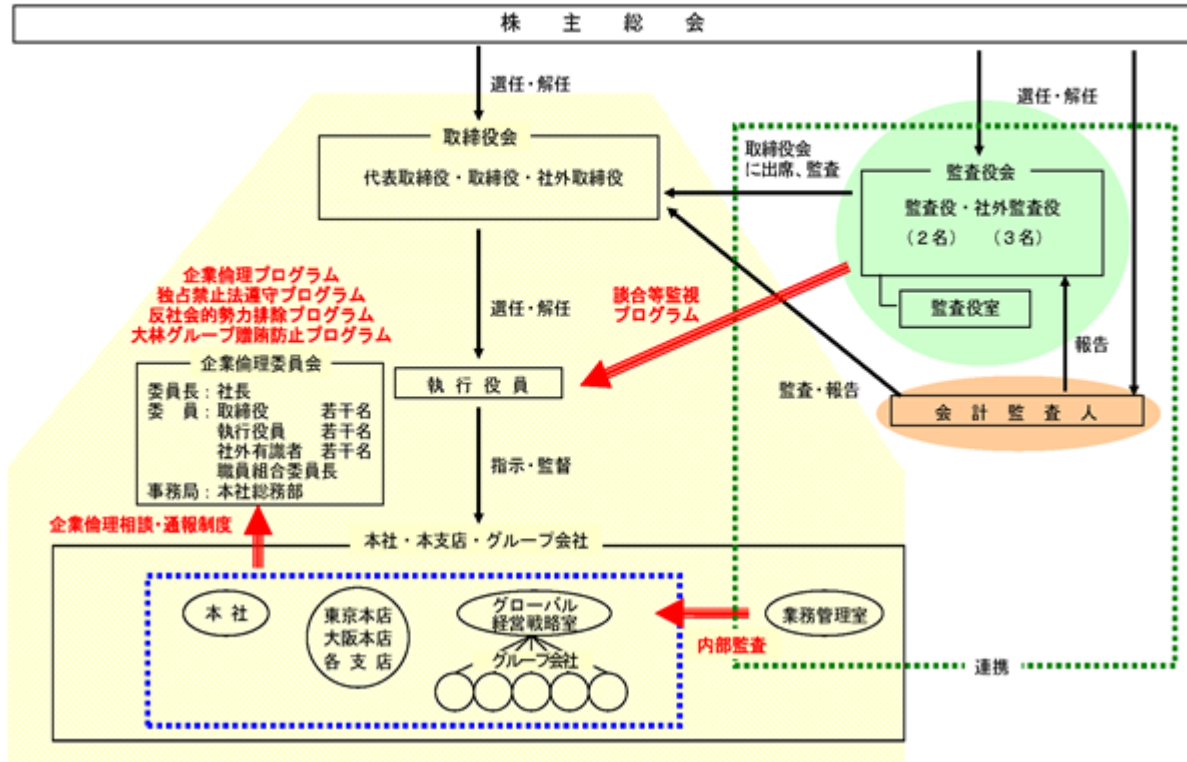 株 主 総 会
選任・解任
選任・解任
取締役会
代表取締役・取締役・社外取締役
取締役会
に出席、監査
監査役会
監査役・社外監査役
（２名） （３名）
監査役室
企業倫理プログラム
独占禁止法遵守プログラム
反社会的勢力排除プログラム
大林グループ贈賄防止プログラム
選任・解任
談合等監視
プログラム
報告
企業倫理委員会
委員長：社長
委 員：取締役 若干名
執行役員 若干名
社外有識者 若干名
職員組合委員長
事務局：本社総務部
執 行 役 員
監査・報告
会 計 監 査 人
指示・監督
企業倫理相談・通報制度
本社・本支店・グループ会社
本 社
東京本店
大阪本店
各 支 店
グローバル
経営戦略室
グループ会社
内部監査
業務管理室
連携